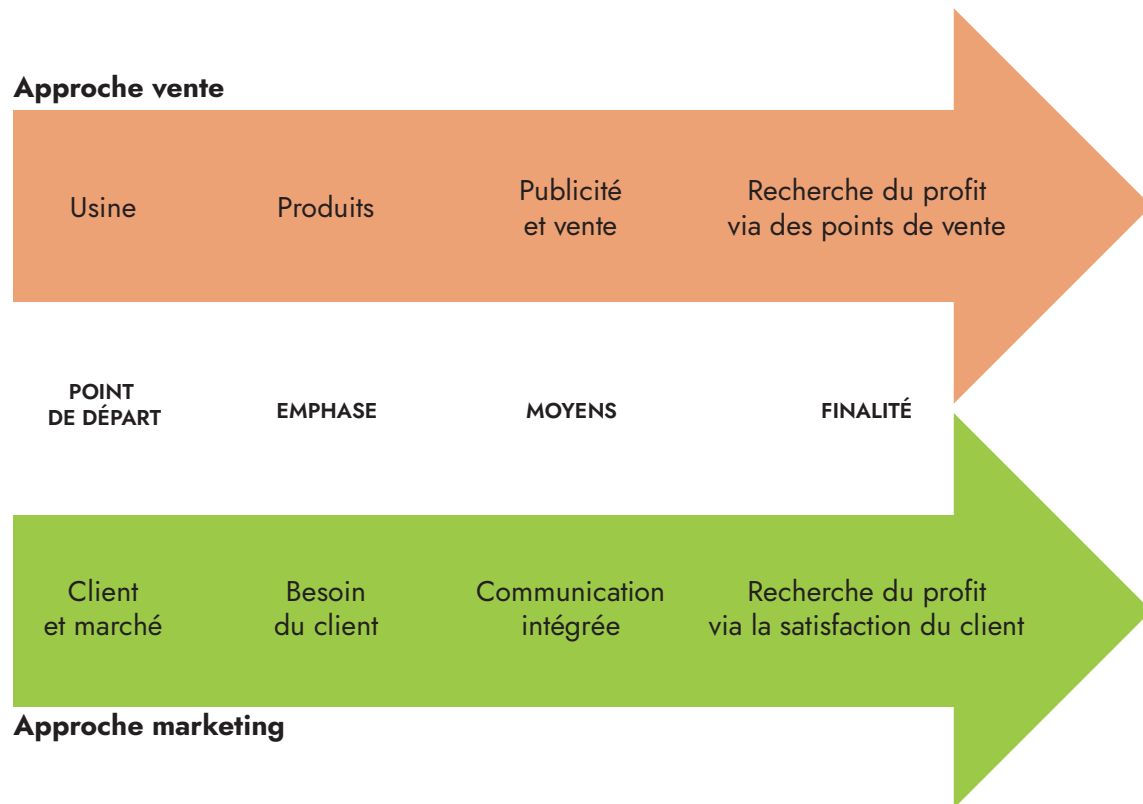 Approche vente
Usine
Produits
Publicité
et vente
Recherche du profit
via des points de vente
POINT
DE DÉPART
EMPHASE
MOYENS
FINALITÉ
Client
et marché
Besoin
du client
Communication
intégrée
Recherche du profit
via la satisfaction du client
Approche marketing